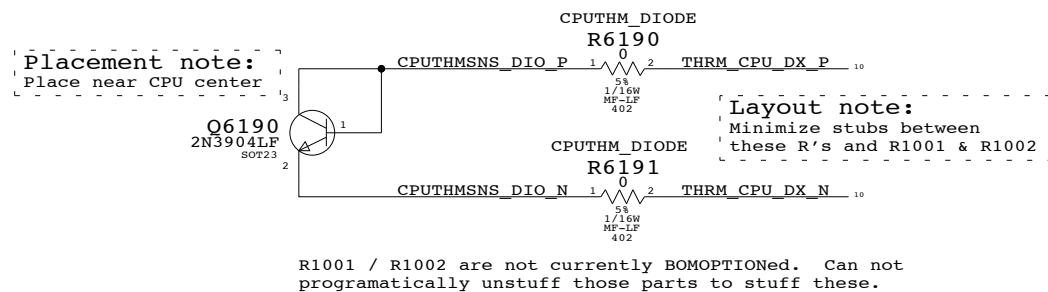 CPUTHM_DIODE
R6190
0
Placement note:
Place near CPU center
CPUTHMSNS_DIO_P
1
2
THRM_CPU_DX_P
10
5%
1/16W
MF-LF
402
3
Layout note:
Minimize stubs between
these R's and R1001 & R1002
Q6190
2N3904LF
SOT23
1
2
CPUTHM_DIODE
R6191
0
CPUTHMSNS_DIO_N
1
2
THRM_CPU_DX_N
10
5%
1/16W
MF-LF
402
R1001 / R1002 are not currently BOMOPTIONed. Can not
programatically unstuff those parts to stuff these.